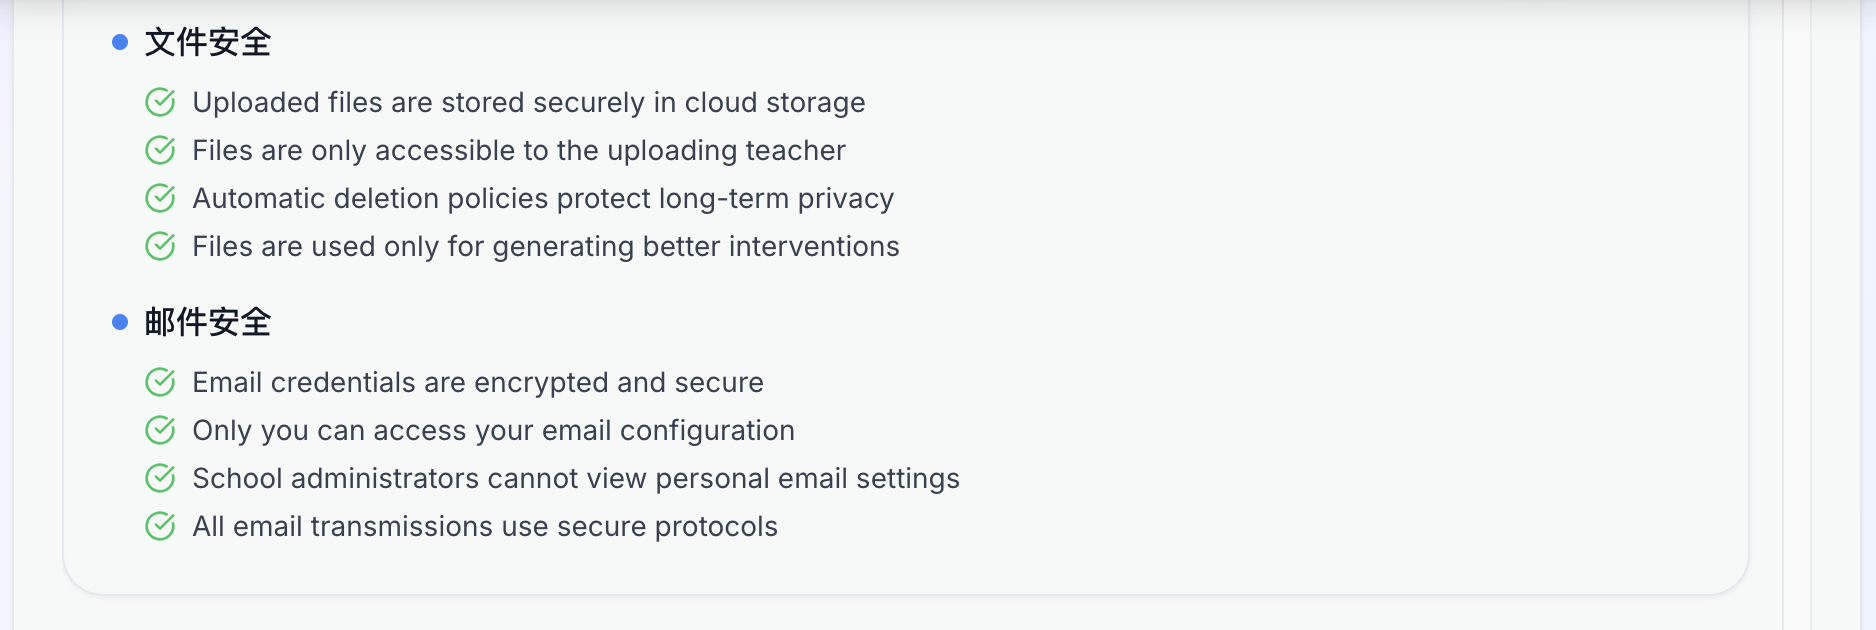 文件安全
Uploaded files are stored securely in cloud storage
Files are only accessible to the uploading teacher
Automatic deletion policies protect long-term privacy
Files are used only for generating better interventions
邮件安全
Email credentials are encrypted and secure
Only you can access your email configuration
School administrators cannot view personal email settings
All email transmissions use secure protocols